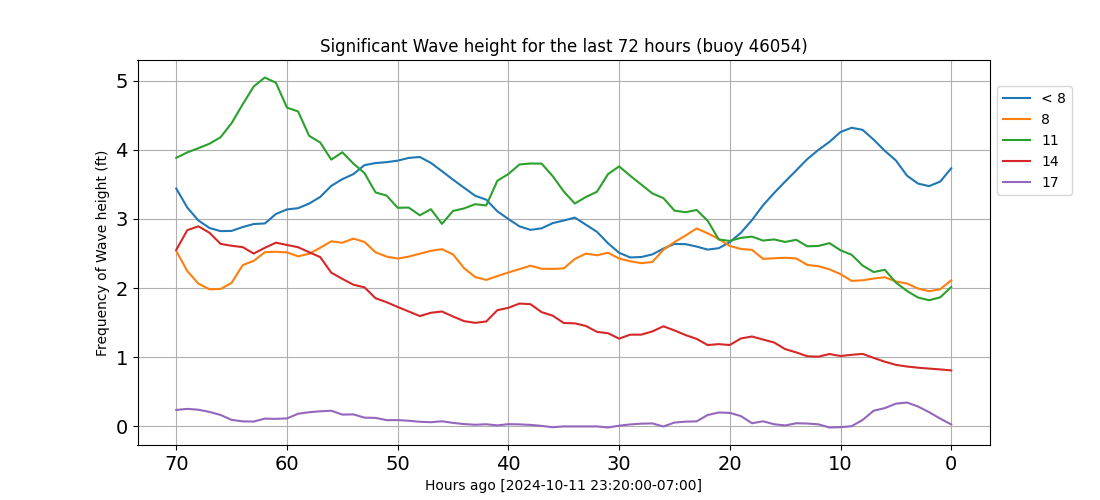 Significant Wave height for the last 72 hours (buoy 46054)
Frequency of Wave height (ft)
5
4
3
2
1
0
70 60 50 40 30 20 10 0
Hours ago [2024-10-11 23:20:00-07:00]
< 8
8
11
14
17